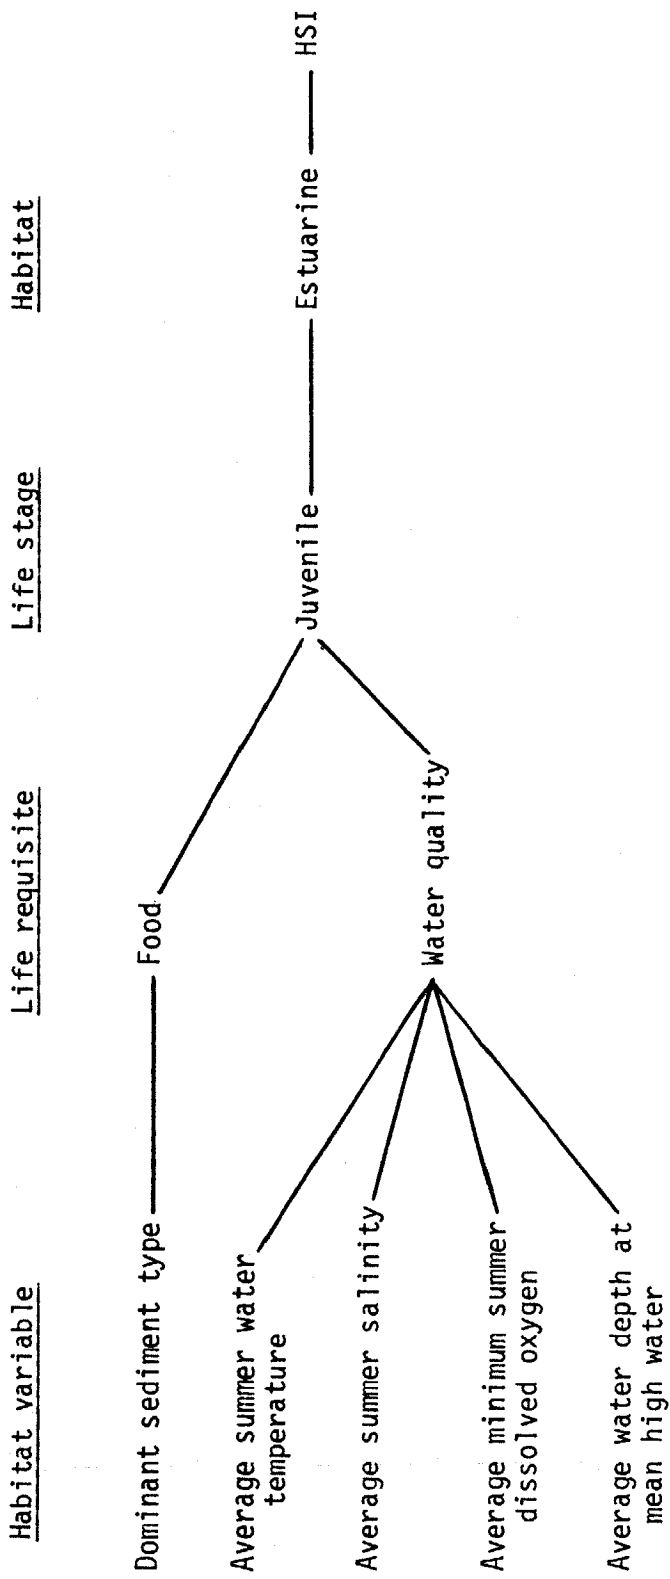 Habitat variable
Life requisite
Life stage
Habitat
Dominant sediment type
Food
Average summer water
temperature
Average summer salinity
Water quality
Juvenile
Estuarine
HSI
Average minimum summer
dissolved oxygen
Average water depth at
mean high water